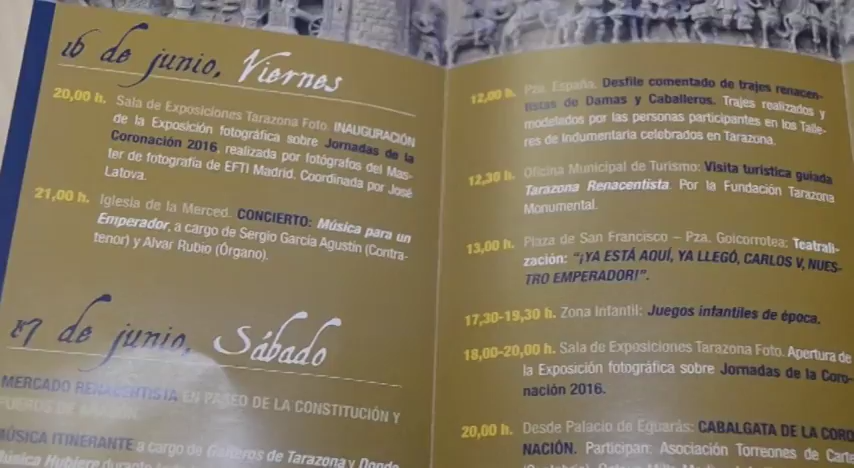 16 de junio, Viernes
20,00 h. Sala de Exposiciones Tarazona Foto. INAUGURACIÓN
de la Exposición fotográfica sobre Jornadas de la
Coronación 2016, realizada por fotógrafos del Mas-
ter de fotografía de EFTI Madrid. Coordinada por José
Latova.
21,00 h. Iglesia de la Merced. CONCIERTO: Música para un
Emperador, a cargo de Sergio García Agustín (Contra-
tenor) y Alvar Rubio (Órgano).
17 de junio, Sábado
MERCADO RENACENTISTA EN PASEO DE LA CONSTITUCIÓN Y
MÚSICA ITINERANTE a cargo de Gaiteros de Tarazona y Donde
Música Hubiere durante
12,00 h. Pza. España. Desfile comentado de trajes renacen-
tistas de Damas y Caballeros. Trajes realizados y
modelados por las personas participantes en los Talle-
res de Indumentaria celebrados en Tarazona.
12,30 h. Oficina Municipal de Turismo: Visita turística guiada
Tarazona Renacentista. Por la Fundación Tarazona
Monumental.
13,00 h. Plaza de San Francisco – Pza. Goicorrotea: Teatrali-
zación: “¡YA ESTÁ AQUÍ, YA LLEGÓ, CARLOS V, NUES-
TRO EMPERADOR!”.
17,30-19,30 h. Zona Infantil: Juegos infantiles de época.
18,00-20,00 h. Sala de Exposiciones Tarazona Foto. Apertura de
la Exposición fotográfica sobre Jornadas de la Coro-
nación 2016.
20,00 h. Desde Palacio de Eguarás: CABALGATA DE LA CORO
NACIÓN. Participan: Asociación Torreones de Carte